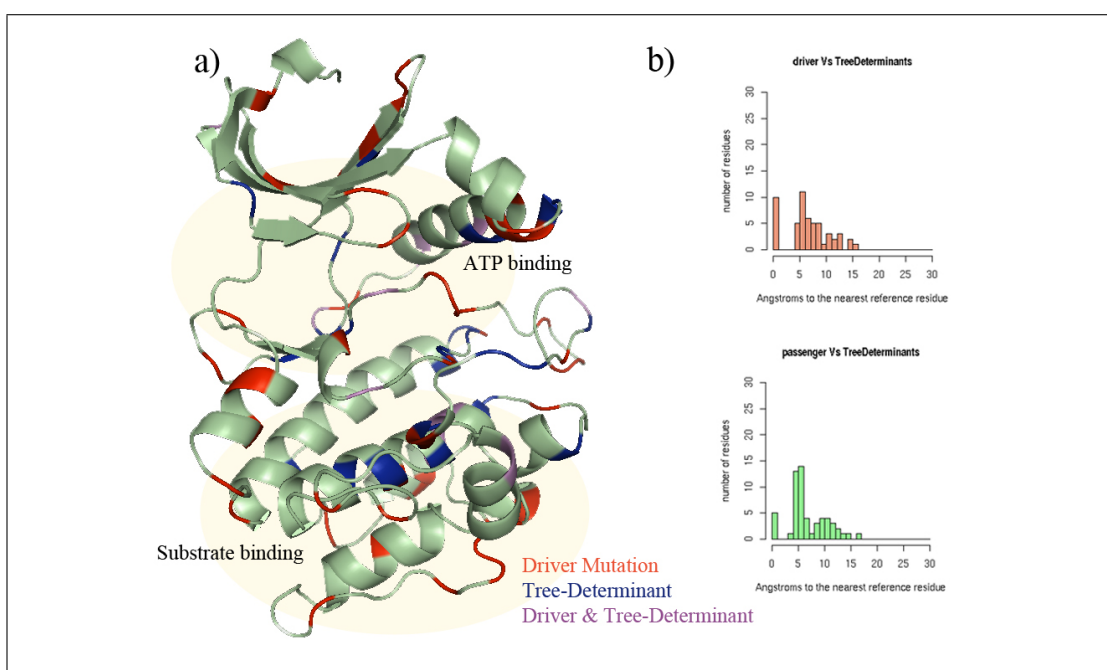 a)
ATP binding
Substrate binding
Driver Mutation
Tree-Determinant
Driver & Tree-Determinant
b)
driver Vs TreeDeterminants
number of residues
30
25
20
15
10
5
0
0 5 10 15 20 25 30
Angstroms to the nearest reference residue
passenger Vs TreeDeterminants
number of residues
30
25
20
15
10
5
0
0 5 10 15 20 25 30
Angstroms to the nearest reference residue